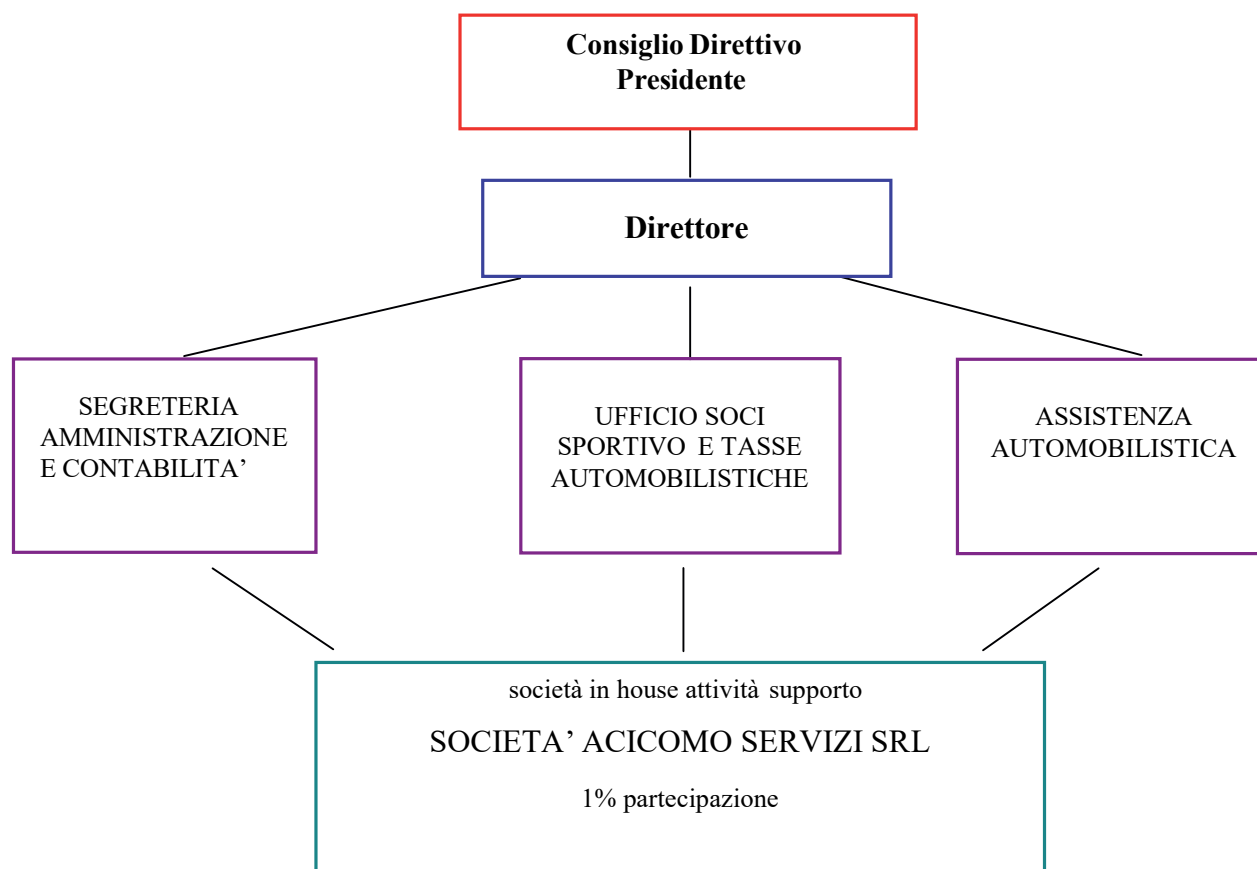 Consiglio Direttivo
Presidente
Direttore
SEGRETERIA
AMMINISTRAZIONE
E CONTABILITA’
UFFICIO SOCI
SPORTIVO E TASSE
AUTOMOBILISTICHE
ASSISTENZA
AUTOMOBILISTICA
società in house attività supporto
SOCIETA’ ACICOMO SERVIZI SRL
1% partecipazione